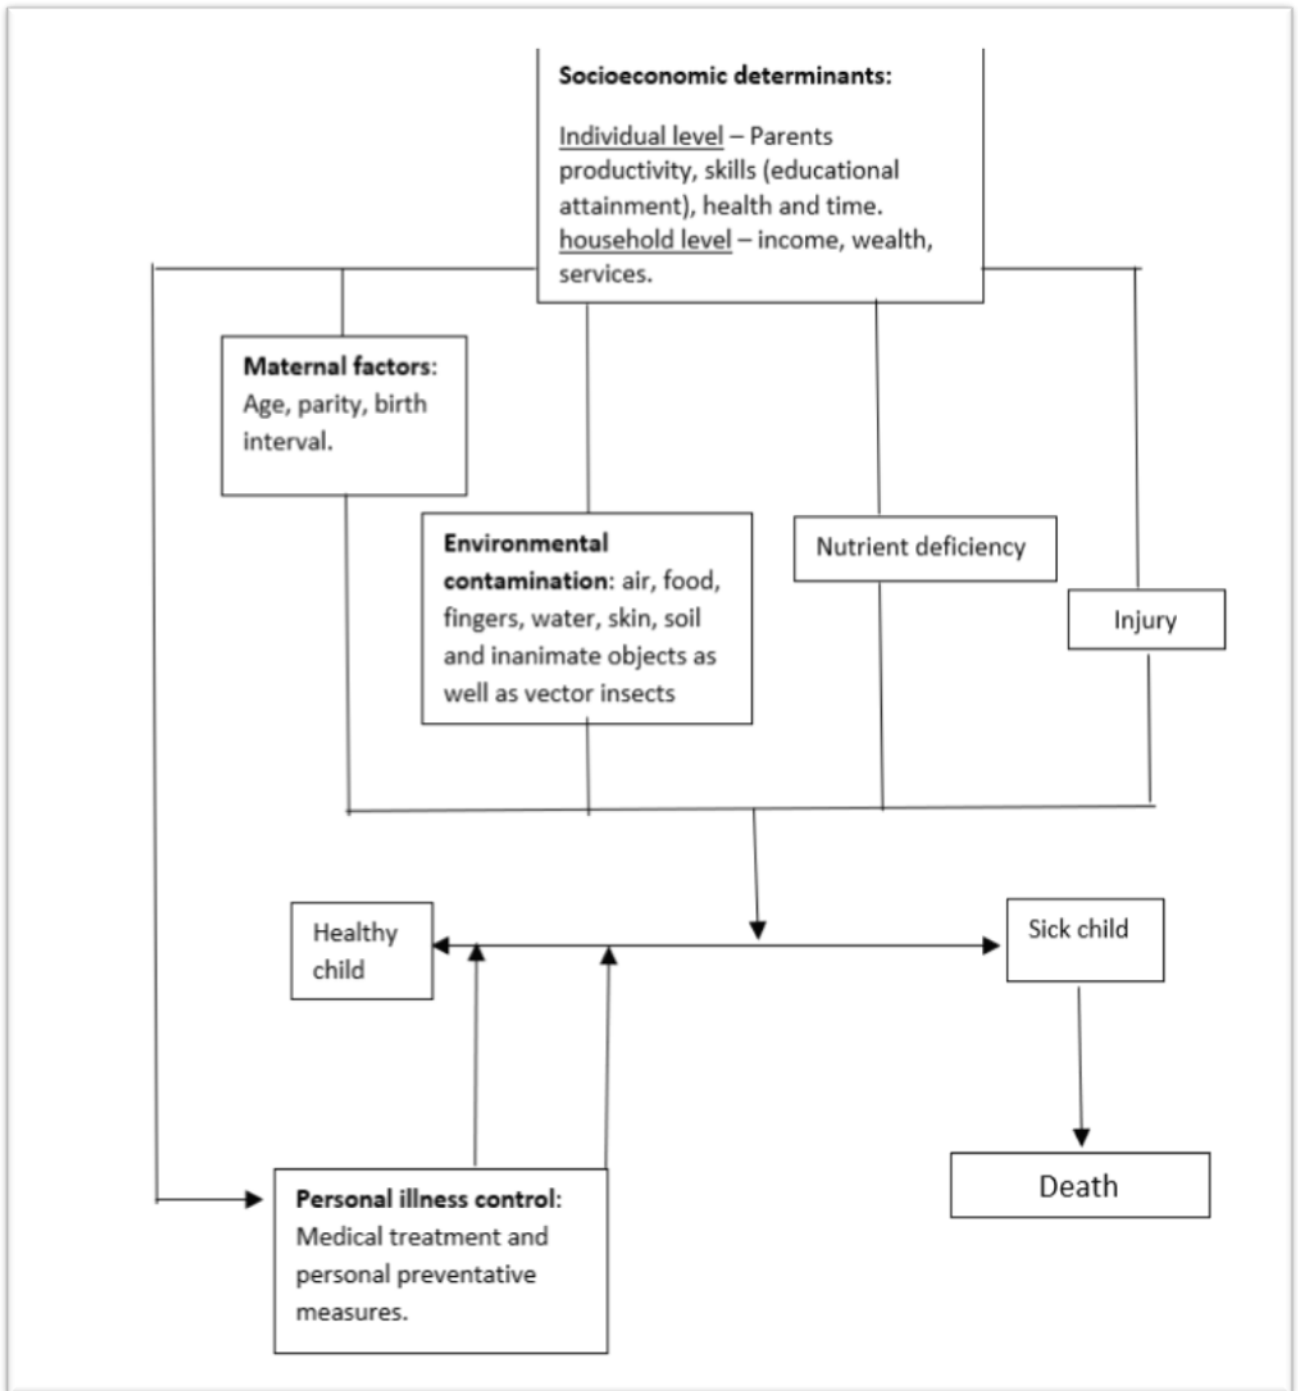 Socioeconomic determinants:
Individual level – Parents
productivity, skills (educational
attainment), health and time.
household level – income, wealth,
services.
Maternal factors:
Age, parity, birth
interval.
Environmental
contamination: air, food,
fingers, water, skin, soil
and inanimate objects as
well as vector insects
Nutrient deficiency
Injury
Healthy
child
Sick child
Personal illness control:
Medical treatment and
personal preventative
measures.
Death